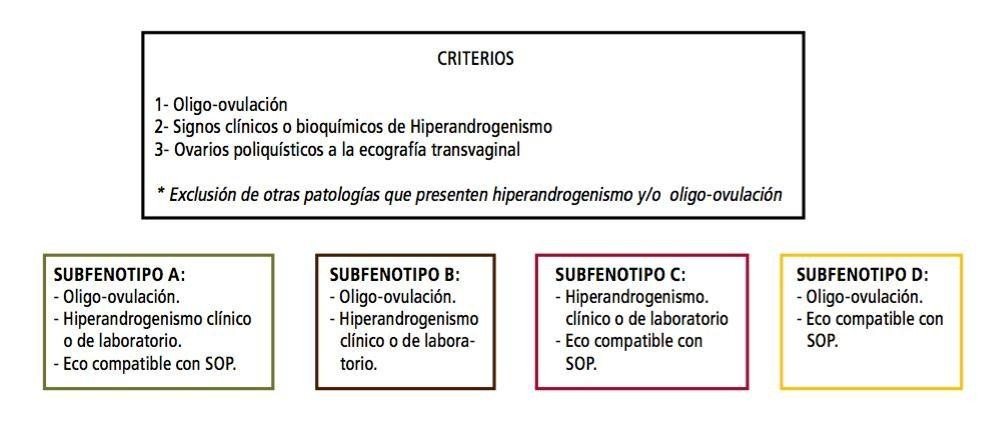 CRITERIOS
1- Oligo-ovulación
2- Signos clínicos o bioquímicos de Hiperandrogenismo
3- Ovarios poliquísticos a la ecografía transvaginal
* Exclusión de otras patologías que presenten hiperandrogenismo y/o oligo-ovulación
SUBFENOTIPO A:
- Oligo-ovulación.
- Hiperandrogenismo clínico
o de laboratorio.
- Eco compatible con SOP.
SUBFENOTIPO B:
- Oligo-ovulación.
- Hiperandrogenismo
clínico o de labora-
torio.
SUBFENOTIPO C:
- Hiperandrogenismo.
clínico o de laboratorio
- Eco compatible con
SOP.
SUBFENOTIPO D:
- Oligo-ovulación.
- Eco compatible con
SOP.